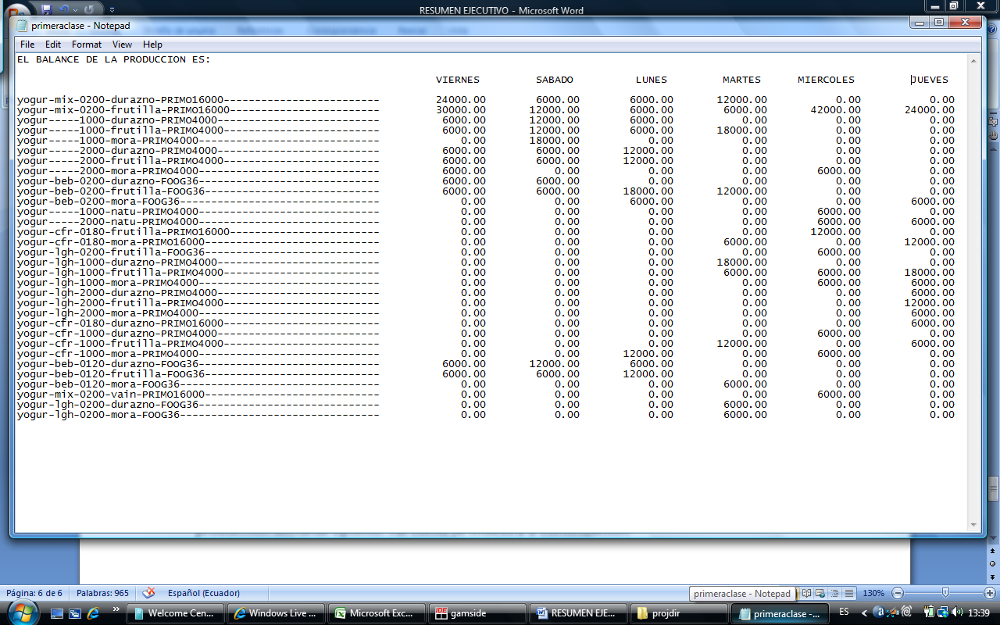 RESUMEN EJECUTIVO - Microsoft Word
primeraclase - Notepad
File Edit Format View Help
EL BALANCE DE LA PRODUCCION ES:
VIERNES SABADO LUNES MARTES MIERCOLES JUEVES
yogur-mix-0200-durazno-PRIMO16000------------------------- 24000.00 6000.00 6000.00 12000.00 0.00 0.00
yogur-mix-0200-frutilla-PRIMO16000------------------------ 30000.00 12000.00 6000.00 6000.00 42000.00 24000.00
yogur-----1000-durazno-PRIMO4000-------------------------- 6000.00 12000.00 6000.00 0.00 0.00 0.00
yogur-----1000-frutilla-PRIMO4000------------------------- 6000.00 12000.00 6000.00 18000.00 0.00 0.00
yogur-----1000-mora-PRIMO4000----------------------------- 0.00 18000.00 0.00 0.00 0.00 0.00
yogur-----2000-durazno-PRIMO4000-------------------------- 6000.00 6000.00 12000.00 0.00 0.00 0.00
yogur-----2000-frutilla-PRIMO4000------------------------- 6000.00 6000.00 12000.00 0.00 0.00 0.00
yogur-----2000-mora-PRIMO4000----------------------------- 6000.00 0.00 0.00 0.00 6000.00 0.00
yogur-beb-0200-durazno-FOOG36----------------------------- 6000.00 6000.00 0.00 0.00 0.00 0.00
yogur-beb-0200-frutilla-FOOG36---------------------------- 6000.00 6000.00 18000.00 12000.00 0.00 0.00
yogur-beb-0200-mora-FOOG36-------------------------------- 0.00 0.00 6000.00 0.00 0.00 6000.00
yogur-----1000-natu-PRIMO4000----------------------------- 0.00 0.00 0.00 0.00 6000.00 0.00
yogur-----2000-natu-PRIMO4000----------------------------- 0.00 0.00 0.00 0.00 6000.00 6000.00
yogur-cfr-0180-frutilla-PRIMO16000------------------------ 0.00 0.00 0.00 0.00 12000.00 0.00
yogur-cfr-0180-mora-PRIMO16000---------------------------- 0.00 0.00 0.00 6000.00 0.00 12000.00
yogur-lgh-0200-frutilla-FOOG36---------------------------- 0.00 0.00 0.00 0.00 6000.00 0.00
yogur-lgh-1000-durazno-PRIMO4000-------------------------- 0.00 0.00 0.00 18000.00 0.00 0.00
yogur-lgh-1000-frutilla-PRIMO4000------------------------- 0.00 0.00 0.00 6000.00 6000.00 18000.00
yogur-lgh-1000-mora-PRIMO4000----------------------------- 0.00 0.00 0.00 0.00 6000.00 6000.00
yogur-lgh-2000-durazno-PRIMO4000-------------------------- 0.00 0.00 0.00 0.00 0.00 6000.00
yogur-lgh-2000-frutilla-PRIMO4000------------------------- 0.00 0.00 0.00 0.00 0.00 12000.00
yogur-lgh-2000-mora-PRIMO4000----------------------------- 0.00 0.00 0.00 0.00 0.00 6000.00
yogur-cfr-0180-durazno-PRIMO16000------------------------- 0.00 0.00 0.00 0.00 0.00 6000.00
yogur-cfr-1000-durazno-PRIMO4000-------------------------- 0.00 0.00 0.00 0.00 6000.00 0.00
yogur-cfr-1000-frutilla-PRIMO4000------------------------- 0.00 0.00 0.00 12000.00 0.00 6000.00
yogur-cfr-1000-mora-PRIMO4000----------------------------- 0.00 0.00 12000.00 0.00 6000.00 0.00
yogur-beb-0120-durazno-FOOG36----------------------------- 6000.00 12000.00 6000.00 0.00 0.00 0.00
yogur-beb-0120-frutilla-FOOG36---------------------------- 6000.00 6000.00 12000.00 0.00 0.00 0.00
yogur-beb-0120-mora-FOOG36-------------------------------- 0.00 0.00 0.00 6000.00 0.00 0.00
yogur-mix-0200-vain-PRIMO16000---------------------------- 0.00 0.00 0.00 0.00 6000.00 0.00
yogur-lgh-0200-durazno-FOOG36----------------------------- 0.00 0.00 0.00 6000.00 0.00 0.00
yogur-lgh-0200-mora-FOOG36-------------------------------- 0.00 0.00 0.00 6000.00 0.00 0.00
Página: 6 de 6 Palabras: 965 Español (Ecuador) primeraclase - Notepad 130%
Welcome Cen... Windows Live ... Microsoft Exc... IDE gamside RESUMEN EJE... projdir primeraclase -... ES 13:39